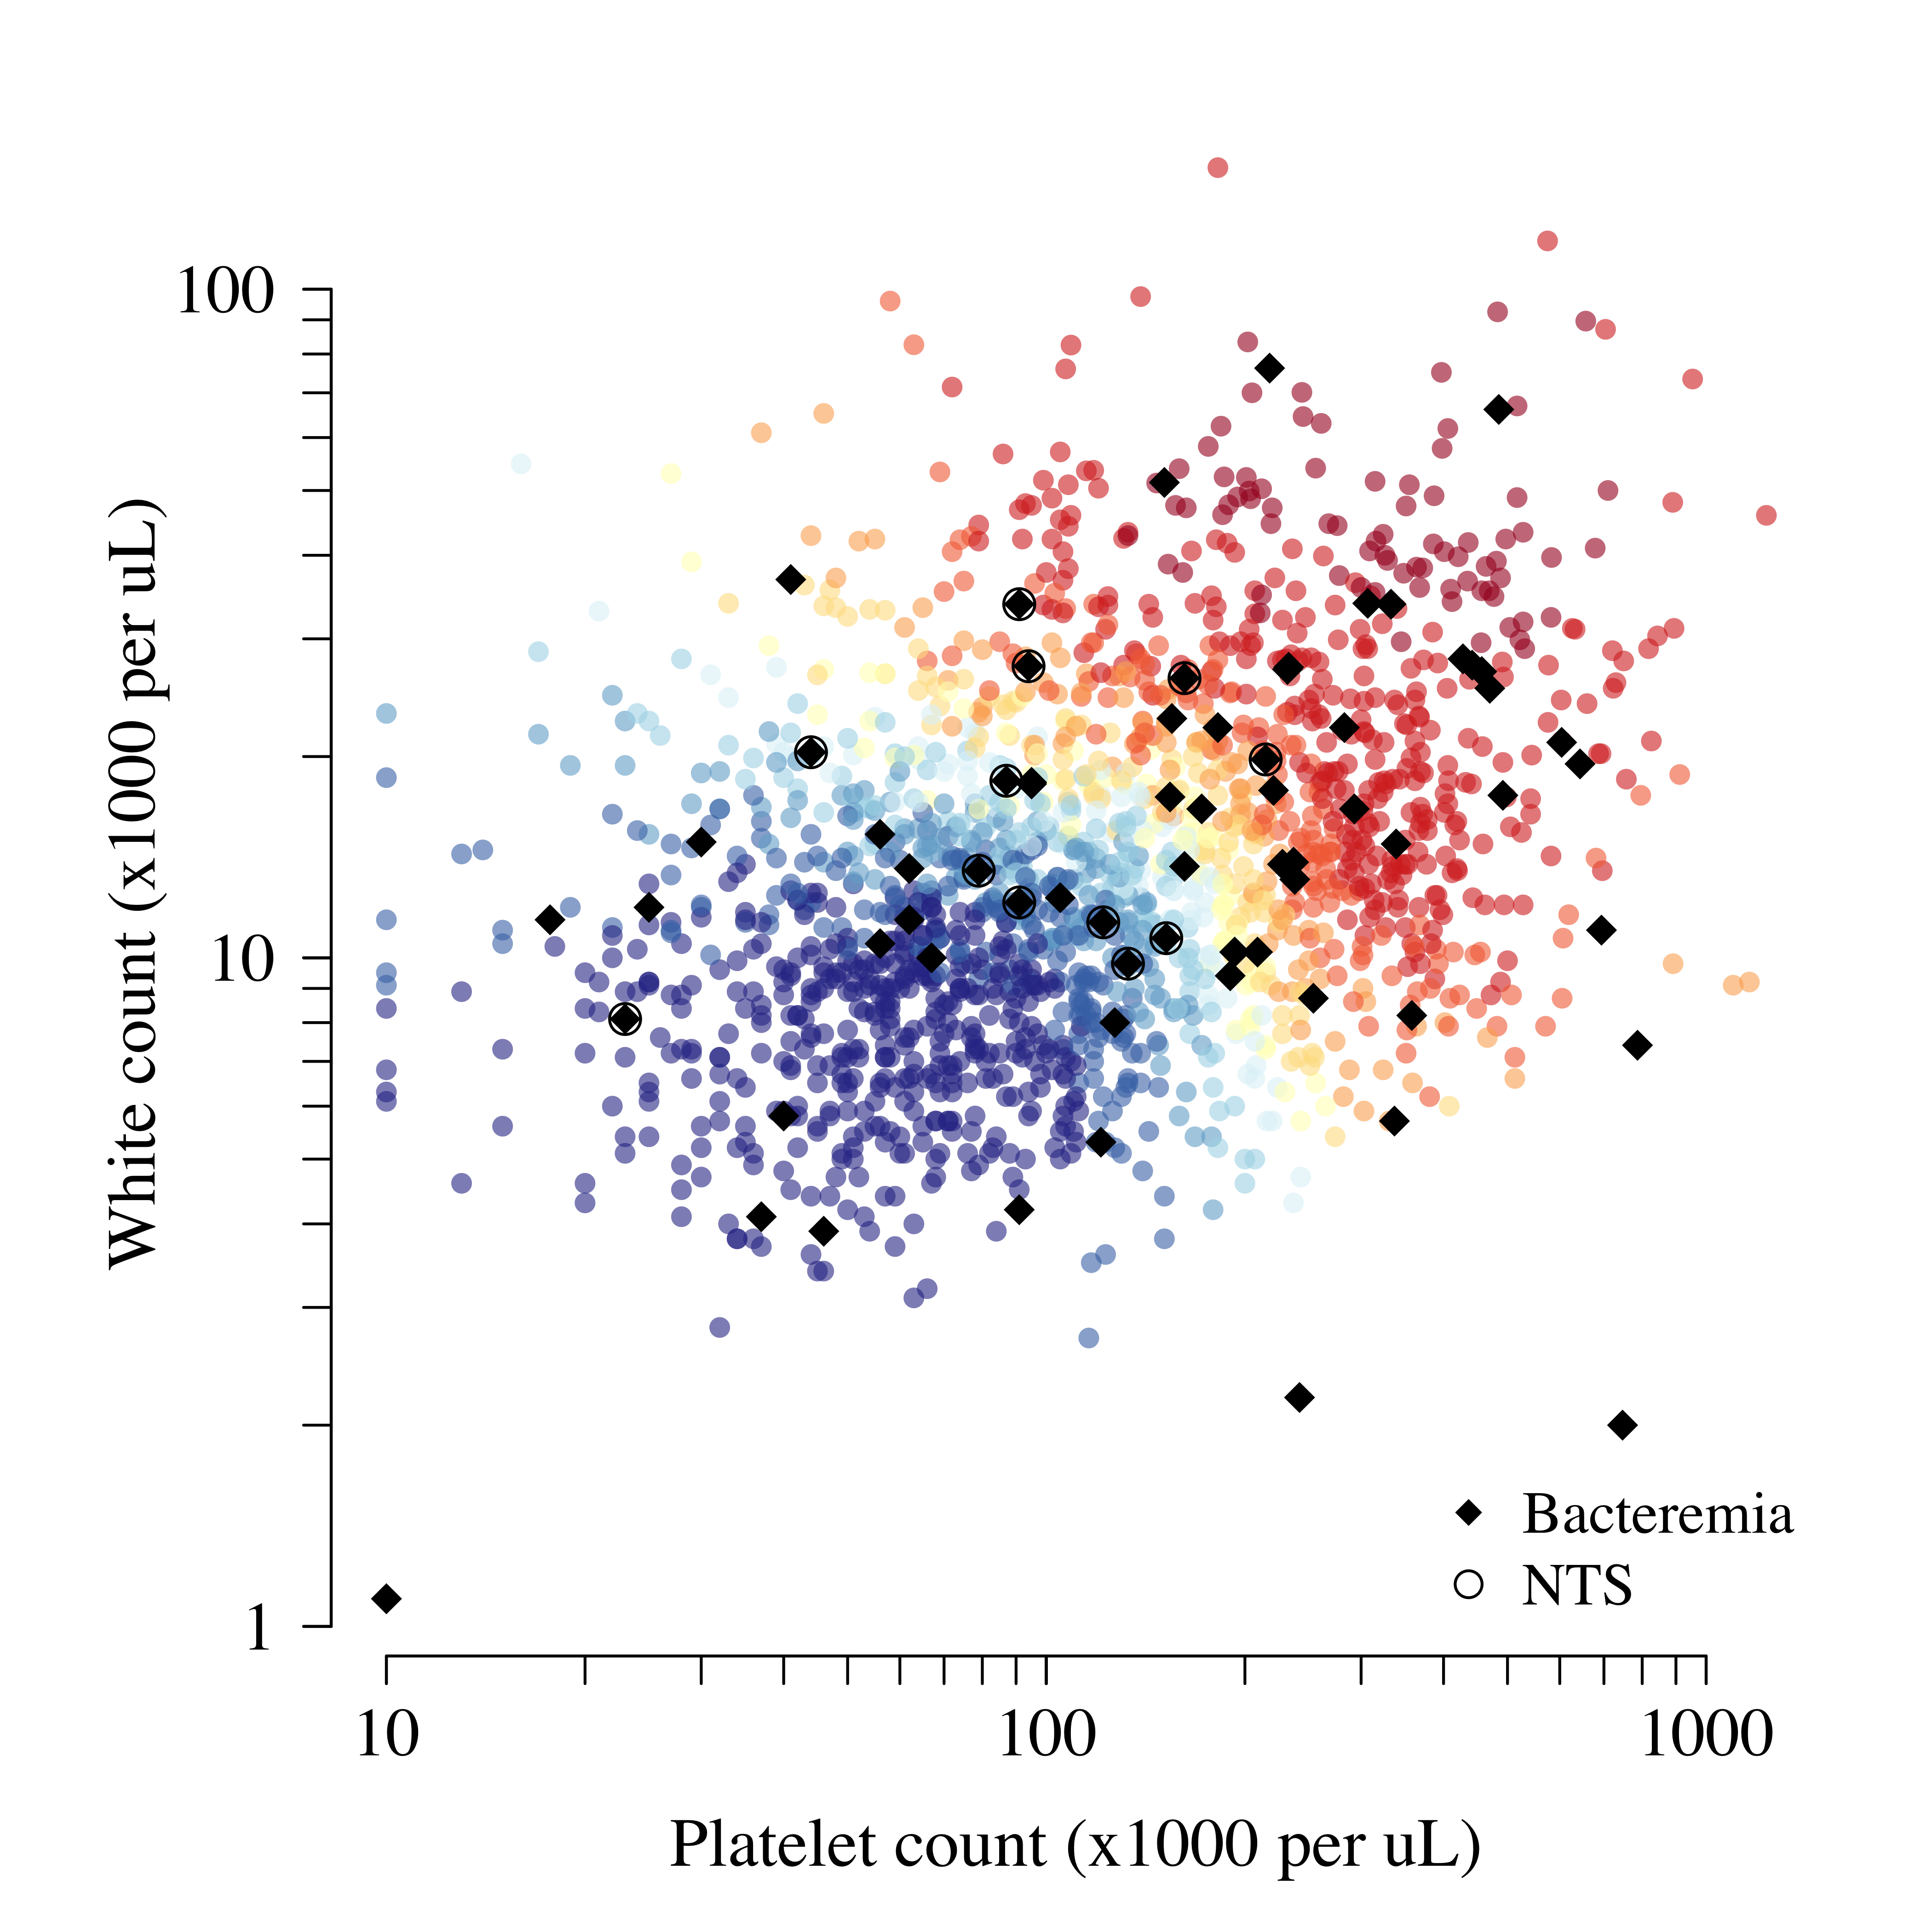 White count (x1000 per uL)
100
10
1
10
100
1000
Platelet count (x1000 per uL)
Bacteremia
NTS